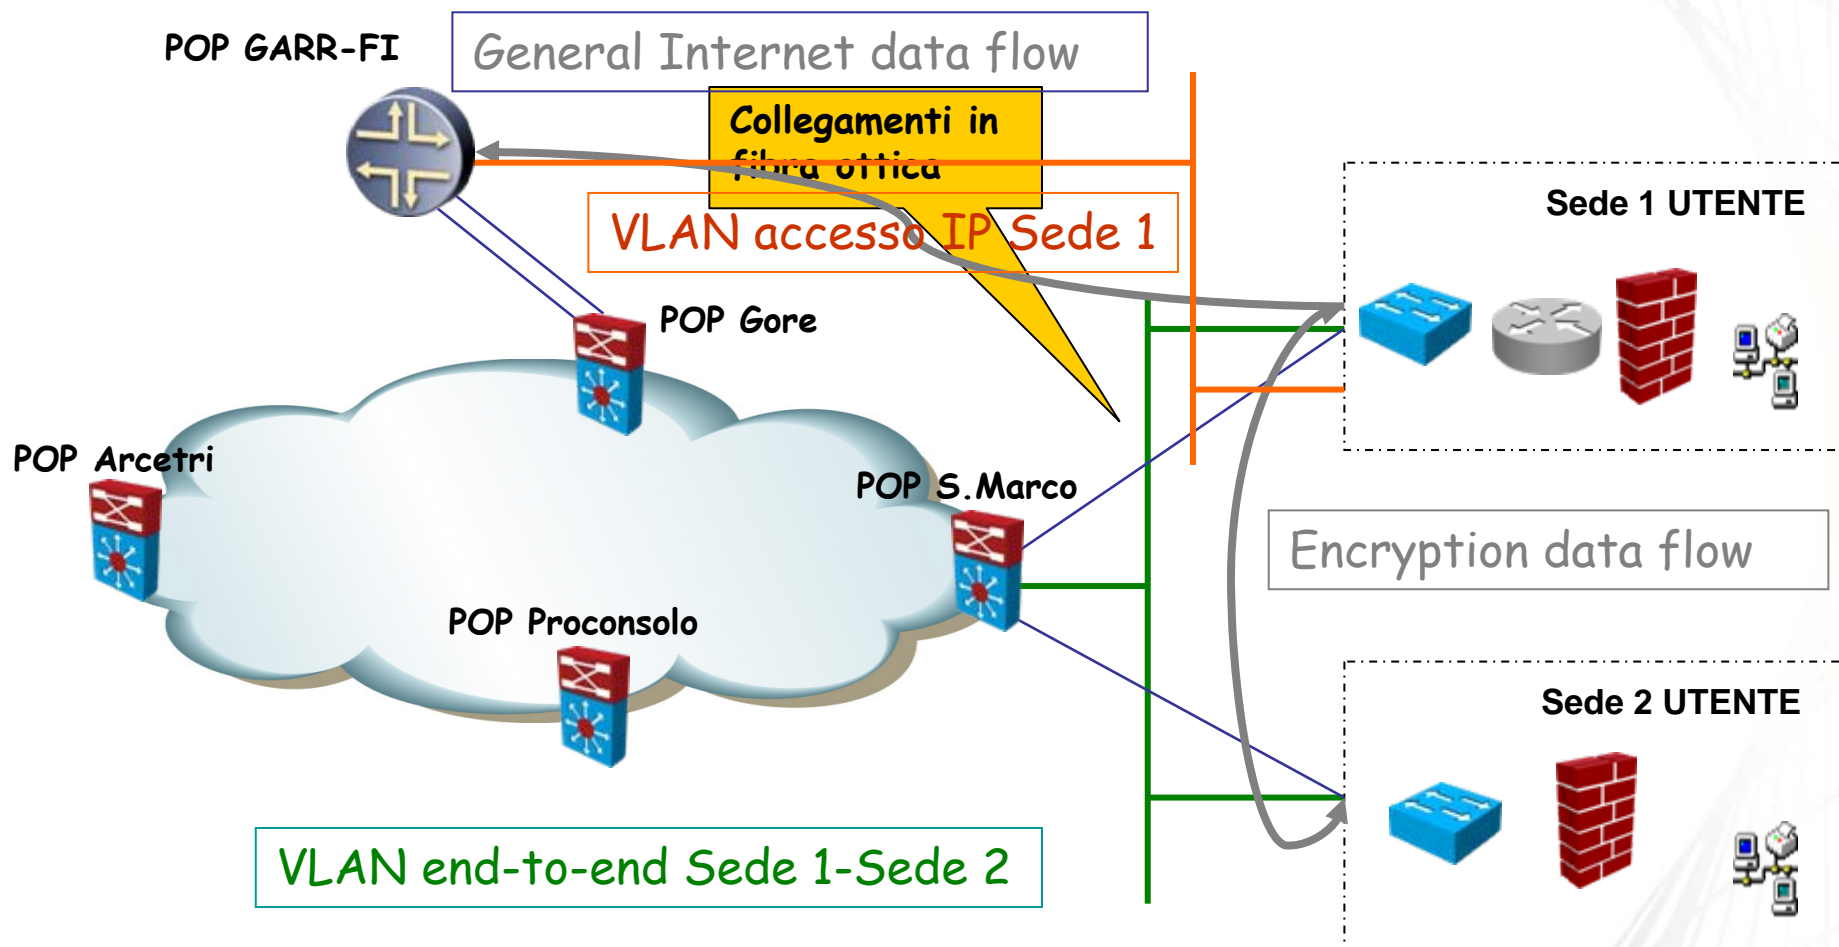 POP GARR-FI
General Internet data flow
Collegamenti in
fibra ottica
Sede 1 UTENTE
VLAN accesso IP Sede 1
POP Gore
POP Arcetri
POP S.Marco
Encryption data flow
POP Proconsolo
Sede 2 UTENTE
VLAN end-to-end Sede 1-Sede 2